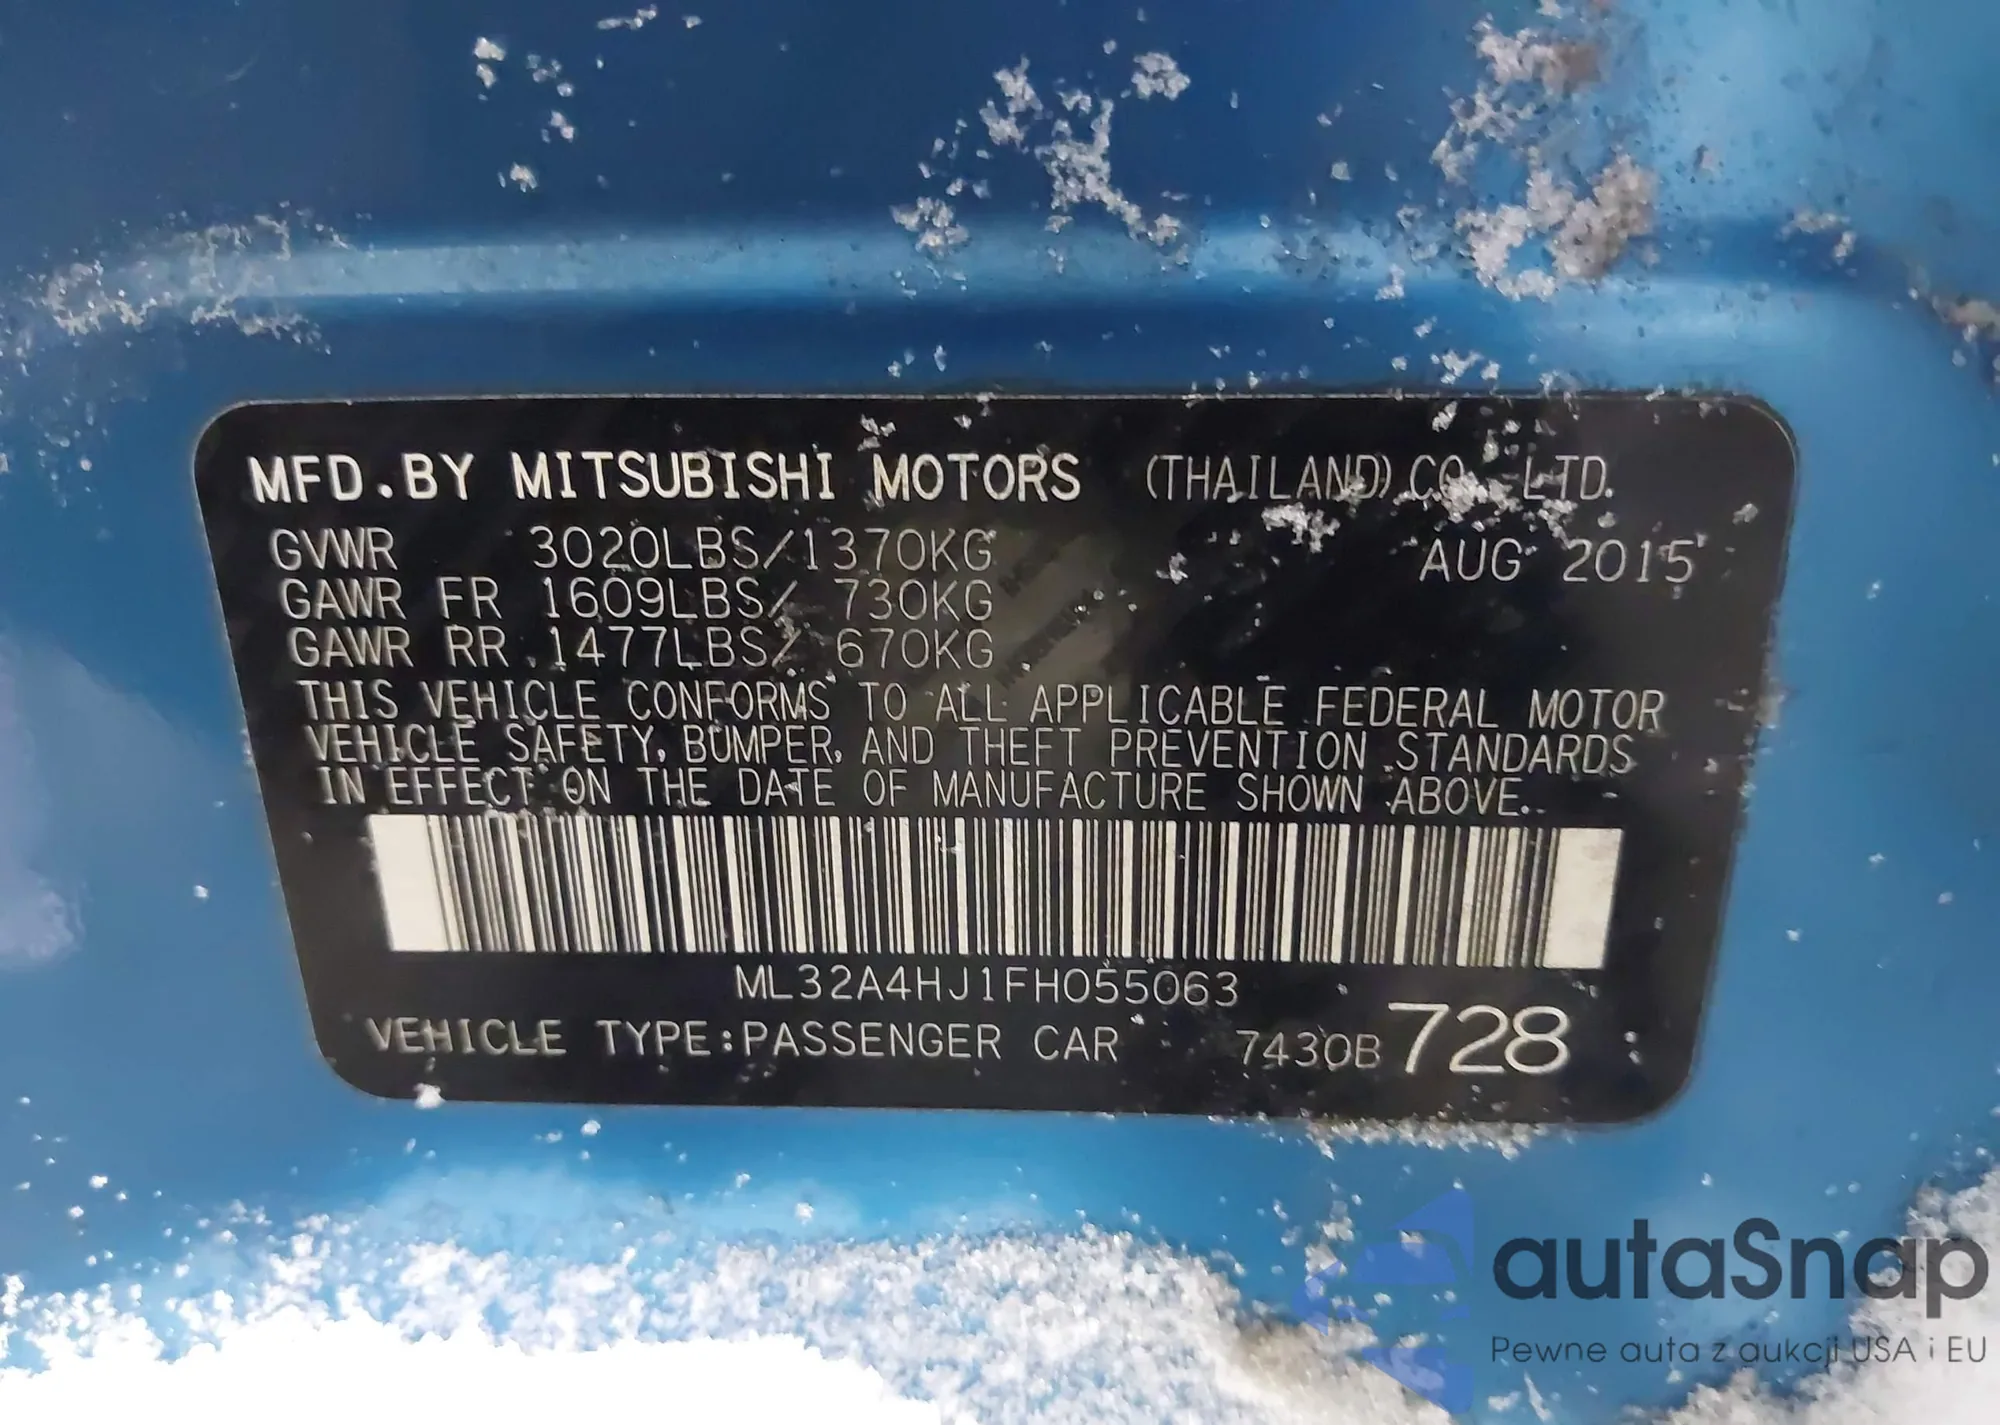 MFD.BY MITSUBISHI MOTORS (THAILAND) CO., LTD.
GVWR 3020LBS/1370KG AUG 2015
GAWR FR 1609LBS/ 730KG
GAWR RR 1477LBS/ 670KG
THIS VEHICLE CONFORMS TO ALL APPLICABLE FEDERAL MOTOR
VEHICLE SAFETY, BUMPER, AND THEFT PREVENTION STANDARDS
IN EFFECT ON THE DATE OF MANUFACTURE SHOWN ABOVE.
ML32A4HJ1FH055063
VEHICLE TYPE:PASSENGER CAR 7430B 728
autaSnap
Pewne auta z aukcji USA i EU